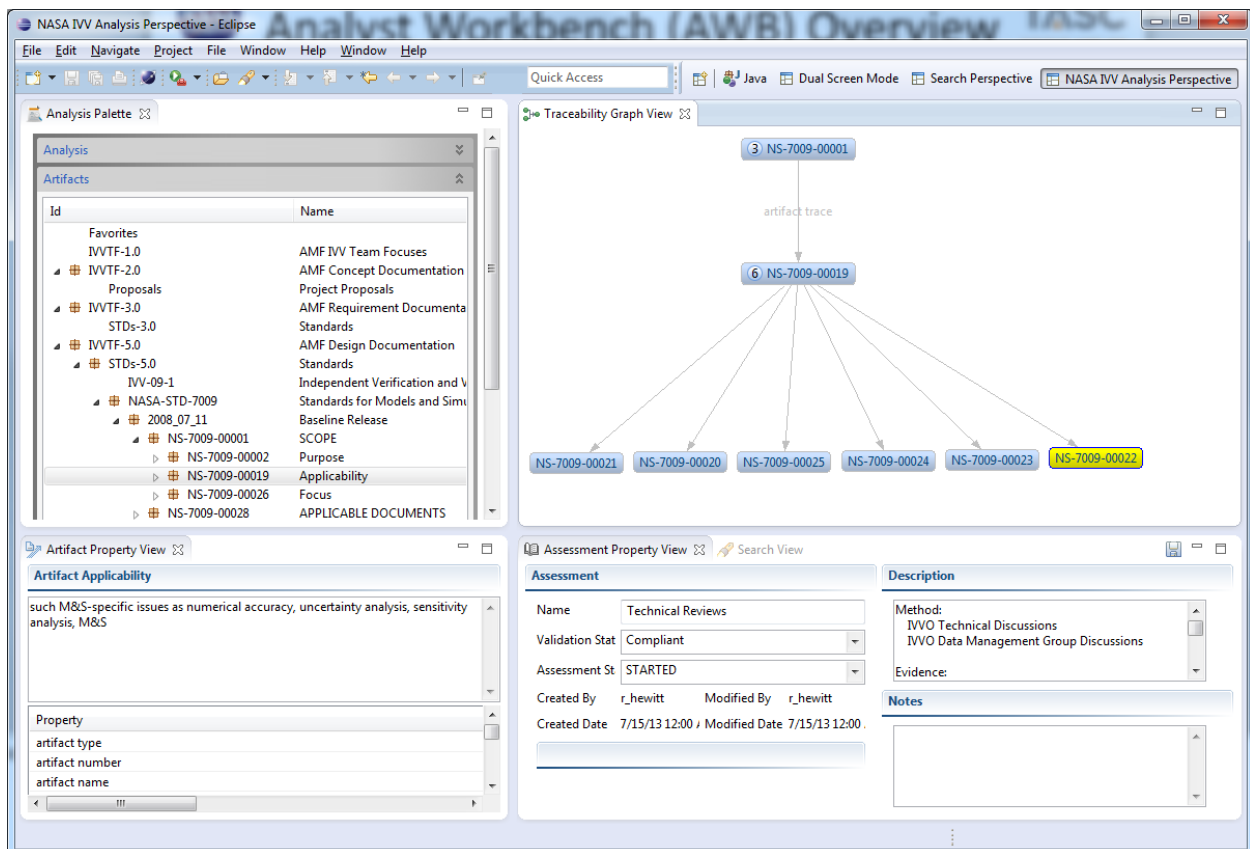 NASA IVV Analysis Perspective - Eclipse
Analyst Workbench (AWB) Overview TASC
File Edit Navigate Project File Window Help Window Help
Quick Access Java Dual Screen Mode Search Perspective NASA IVV Analysis Perspective
Analysis Palette
Analysis
Artifacts
Id Name
Favorites
IVVTF-1.0 AMF IVV Team Focuses
IVVTF-2.0 AMF Concept Documentation
Proposals Project Proposals
IVVTF-3.0 AMF Requirement Documenta
STDs-3.0 Standards
IVVTF-5.0 AMF Design Documentation
STDs-5.0 Standards
IVV-09-1 Independent Verification and V
NASA-STD-7009 Standards for Models and Simu
2008_07_11 Baseline Release
NS-7009-00001 SCOPE
NS-7009-00002 Purpose
NS-7009-00019 Applicability
NS-7009-00026 Focus
NS-7009-00028 APPLICABLE DOCUMENTS
Traceability Graph View
3 NS-7009-00001
artifact trace
6 NS-7009-00019
NS-7009-00021 NS-7009-00020 NS-7009-00025 NS-7009-00024 NS-7009-00023 NS-7009-00022
Artifact Property View
Artifact Applicability
such M&S-specific issues as numerical accuracy, uncertainty analysis, sensitivity
analysis, M&S
Property
artifact type
artifact number
artifact name
Assessment Property View Search View
Assessment
Name Technical Reviews
Validation Stat Compliant
Assessment St STARTED
Created By r_hewitt Modified By r_hewitt
Created Date 7/15/13 12:00 Modified Date 7/15/13 12:00
Description
Method:
IVVO Technical Discussions
IVVO Data Management Group Discussions
Evidence:
Notes